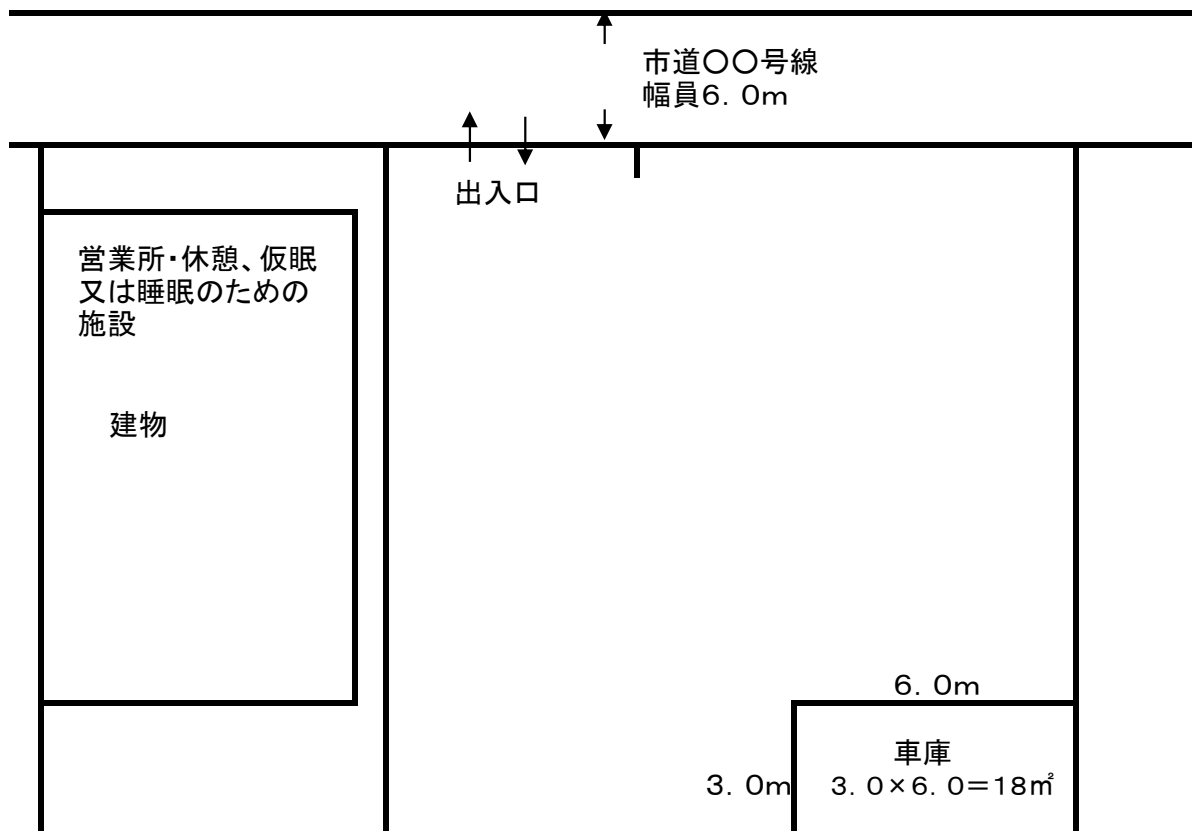 市道〇〇号線
幅員6.0m
出入口
営業所・休憩、仮眠
又は睡眠のための
施設
建物
6.0m
車庫
3.0m
3.0×6.0=18㎡